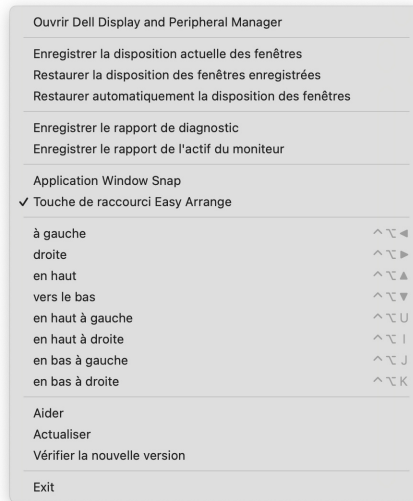 Ouvrir Dell Display and Peripheral Manager
Enregistrer la disposition actuelle des fenêtres
Restaurer la disposition des fenêtres enregistrées
Restaurer automatiquement la disposition des fenêtres
Enregistrer le rapport de diagnostic
Enregistrer le rapport de l'actif du moniteur
Application Window Snap
✓ Touche de raccourci Easy Arrange
à gauche ^⌥◀
droite ^⌥▶
en haut ^⌥▲
vers le bas ^⌥▼
en haut à gauche ^⌥U
en haut à droite ^⌥I
en bas à gauche ^⌥J
en bas à droite ^⌥K
Aider
Actualiser
Vérifier la nouvelle version
Exit